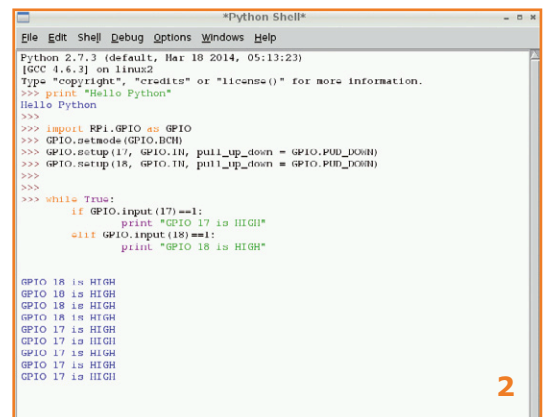 *Python Shell*
File Edit Shell Debug Options Windows Help
Python 2.7.3 (default, Mar 18 2014, 05:13:23)
[GCC 4.6.3] on linux2
Type "copyright", "credits" or "license()" for more information.
>>> print "Hello Python"
Hello Python
>>>
>>> import RPi.GPIO as GPIO
>>> GPIO.setmode(GPIO.BCM)
>>> GPIO.setup(17, GPIO.IN, pull_up_down = GPIO.PUD_DOWN)
>>> GPIO.setup(18, GPIO.IN, pull_up_down = GPIO.PUD_DOWN)
>>>
>>>
>>> while True:
if GPIO.input(17)==1:
print "GPIO 17 is HIGH"
elif GPIO.input(18)==1:
print "GPIO 18 is HIGH"
GPIO 18 is HIGH
GPIO 18 is HIGH
GPIO 18 is HIGH
GPIO 18 is HIGH
GPIO 17 is HIGH
GPIO 17 is HIGH
GPIO 17 is HIGH
GPIO 17 is HIGH
GPIO 17 is HIGH
2